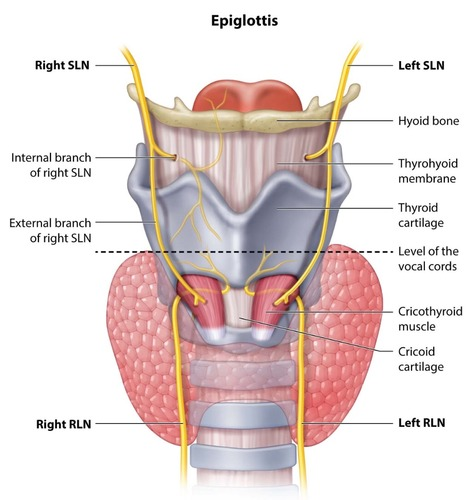 Epiglottis
Right SLN
Left SLN
Hyoid bone
Internal branch
of right SLN
Thyrohyoid
membrane
Thyroid
cartilage
External branch
of right SLN
Level of the
vocal cords
Cricothyroid
muscle
Cricoid
cartilage
Right RLN
Left RLN